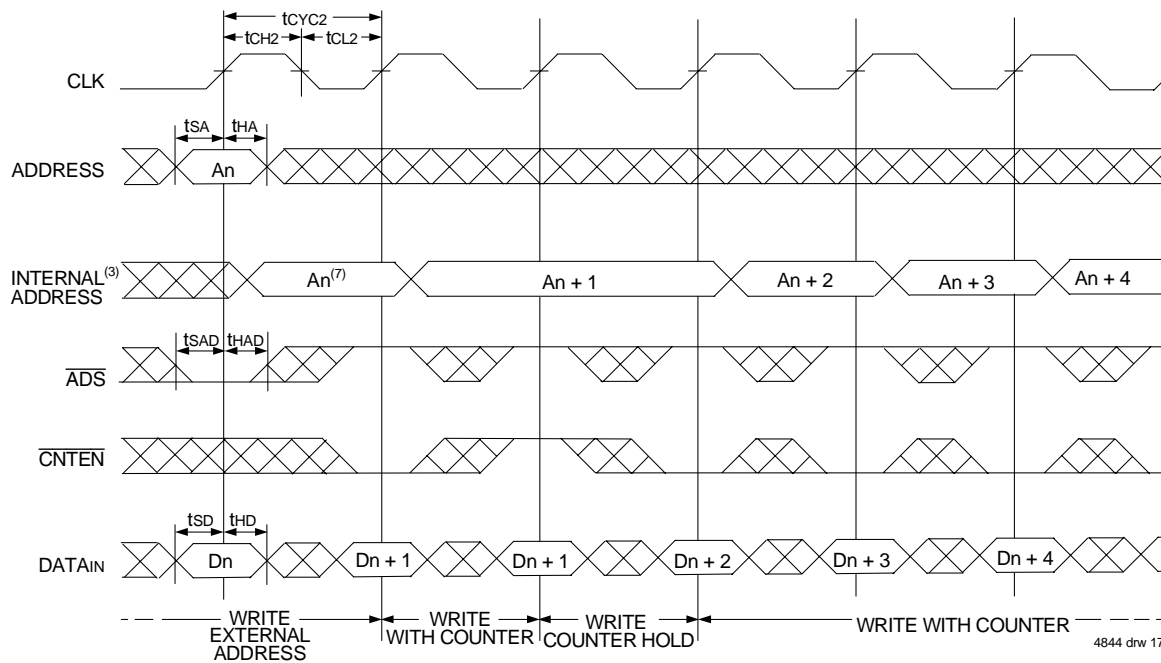 tCYC2
tCH2 tCL2
CLK
tSA tHA
ADDRESS An
INTERNAL(3)
ADDRESS
An(7) An + 1 An + 2 An + 3 An + 4
tSAD tHAD
ADS
CNTEN
tSD tHD
DATAIN Dn Dn + 1 Dn + 1 Dn + 2 Dn + 3 Dn + 4
WRITE
EXTERNAL
ADDRESS
WRITE
WITH COUNTER
WRITE
COUNTER HOLD
WRITE WITH COUNTER
4844 drw 17